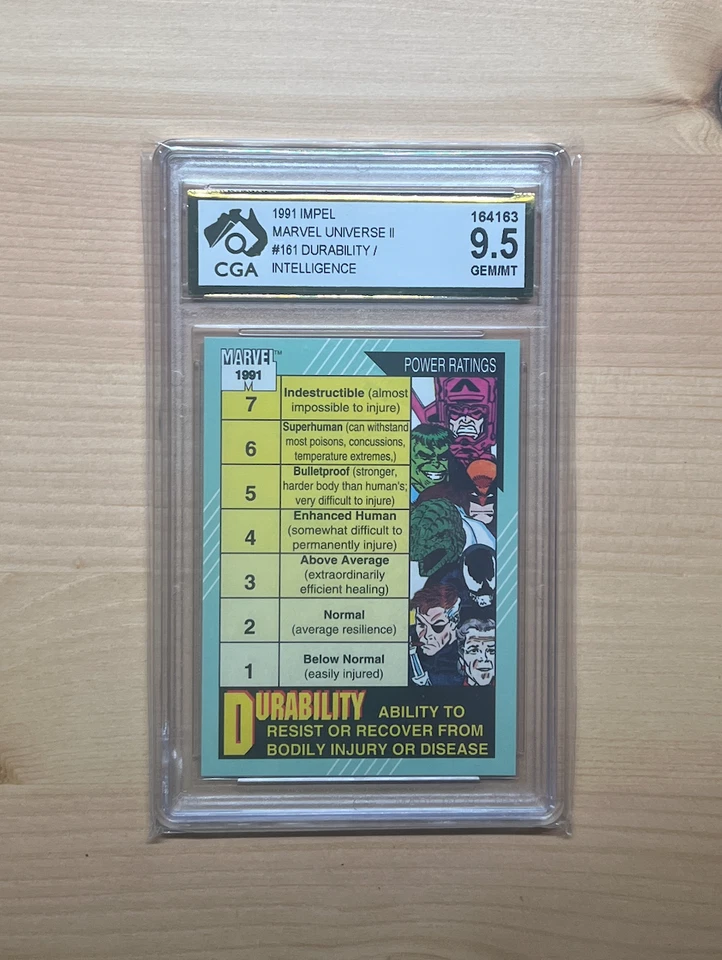 1991 IMPEL
MARVEL UNIVERSE II
#161 DURABILITY /
INTELLIGENCE
CGA
164163
9.5
GEM/MT
MARVEL™
1991
M
POWER RATINGS
7 Indestructible (almost
impossible to injure)
6 Superhuman (can withstand
most poisons, concussions,
temperature extremes,)
5 Bulletproof (stronger,
harder body than human's;
very difficult to injure)
4 Enhanced Human
(somewhat difficult to
permanently injure)
3 Above Average
(extraordinarily
efficient healing)
2 Normal
(average resilience)
1 Below Normal
(easily injured)
DURABILITY ABILITY TO
RESIST OR RECOVER FROM
BODILY INJURY OR DISEASE